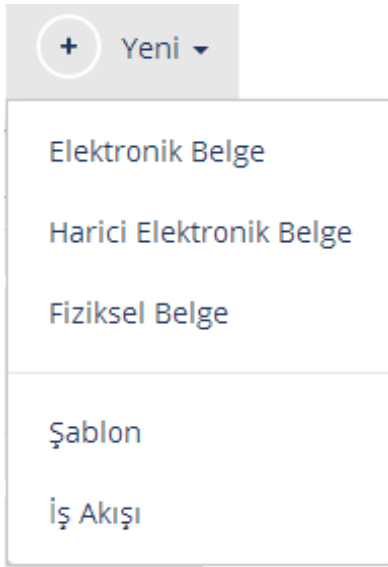 + Yeni
Elektronik Belge
Harici Elektronik Belge
Fiziksel Belge
Şablon
İş Akışı